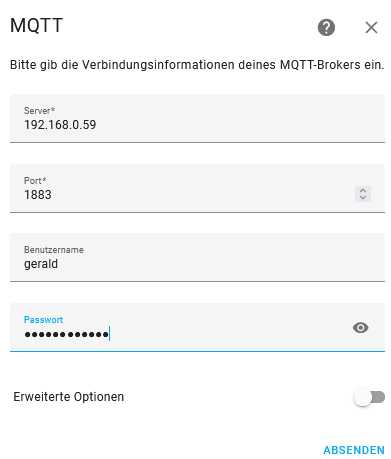 MQTT
Bitte gib die Verbindungsinformationen deines MQTT-Brokers ein.
Server*
192.168.0.59
Port*
1883
Benutzername
gerald
Passwort
••••••••••••
Erweiterte Optionen
ABSENDEN